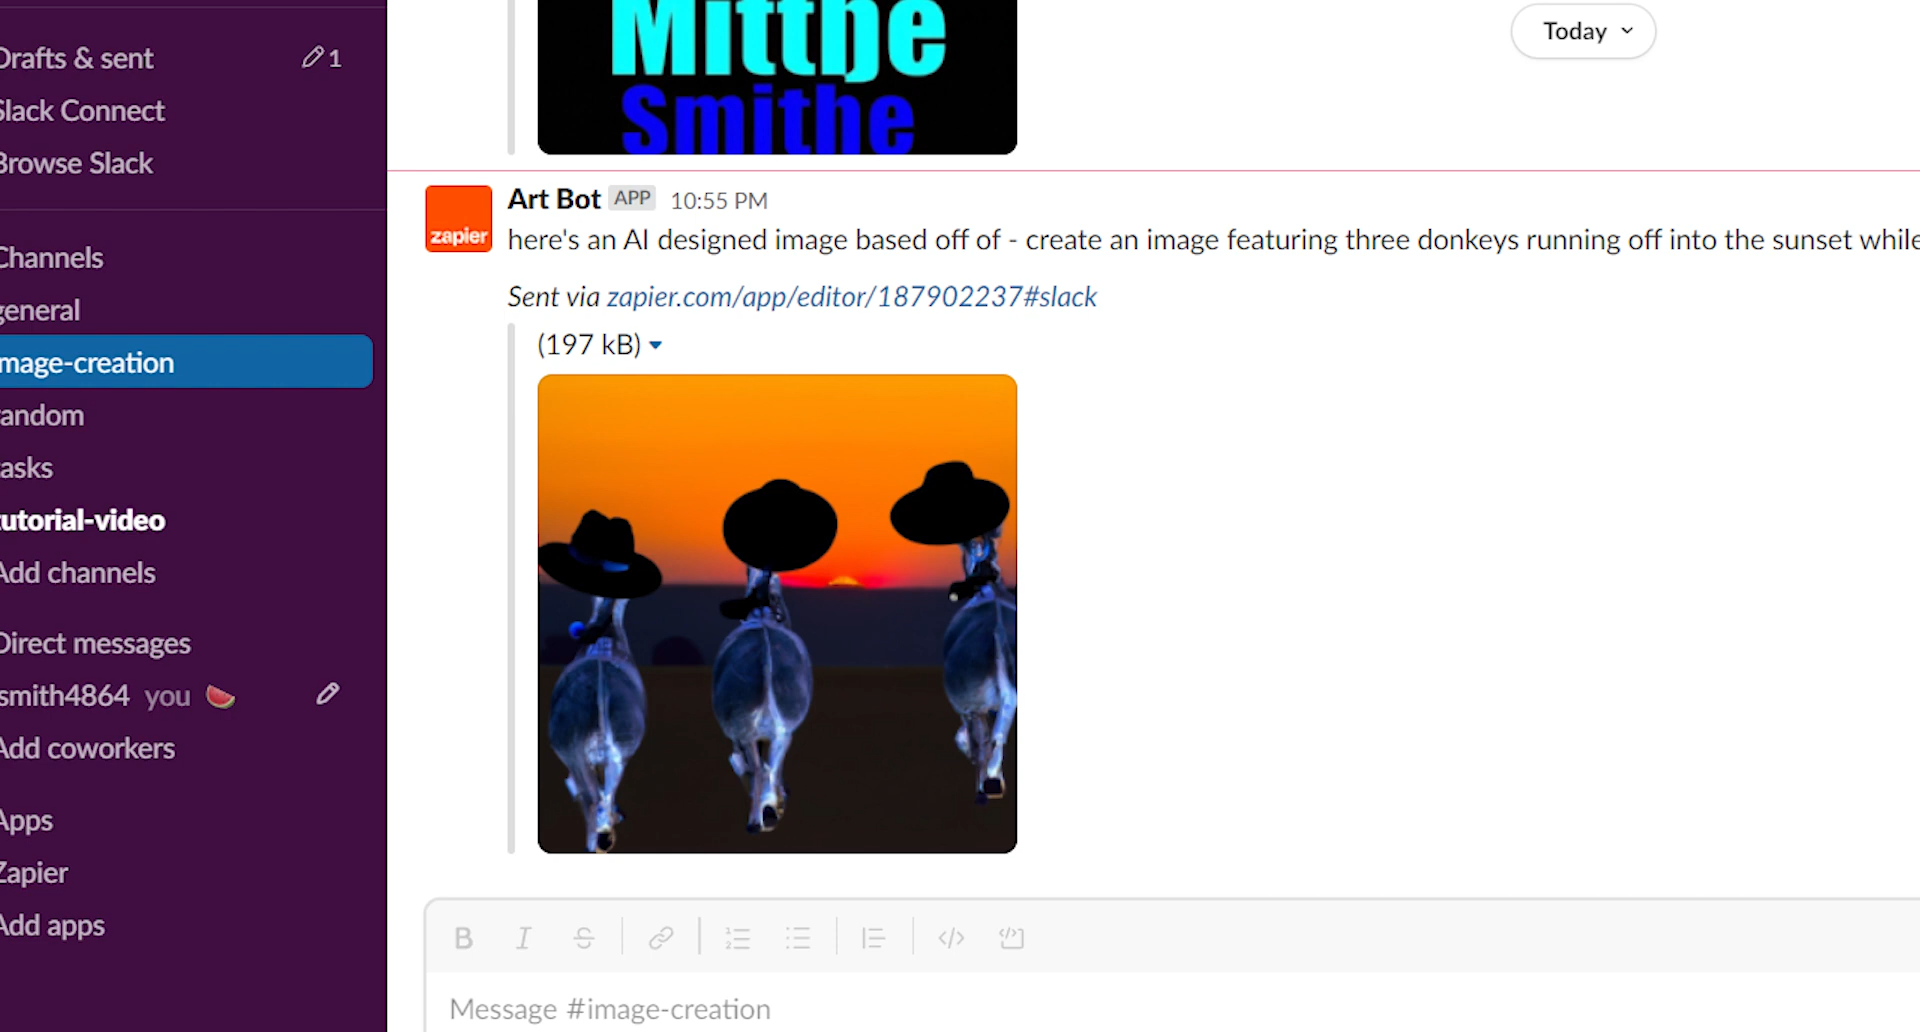 Drafts & sent
1
Slack Connect
Browse Slack
Channels
general
image-creation
random
tasks
tutorial-video
Add channels
Direct messages
smith4864 you
Add coworkers
Apps
Zapier
Add apps
Mitthe
Smithe
Today
zapier
Art Bot APP 10:55 PM
here's an AI designed image based off of - create an image featuring three donkeys running off into the sunset while
Sent via zapier.com/app/editor/187902237#slack
(197 kB)
B I S
Message #image-creation